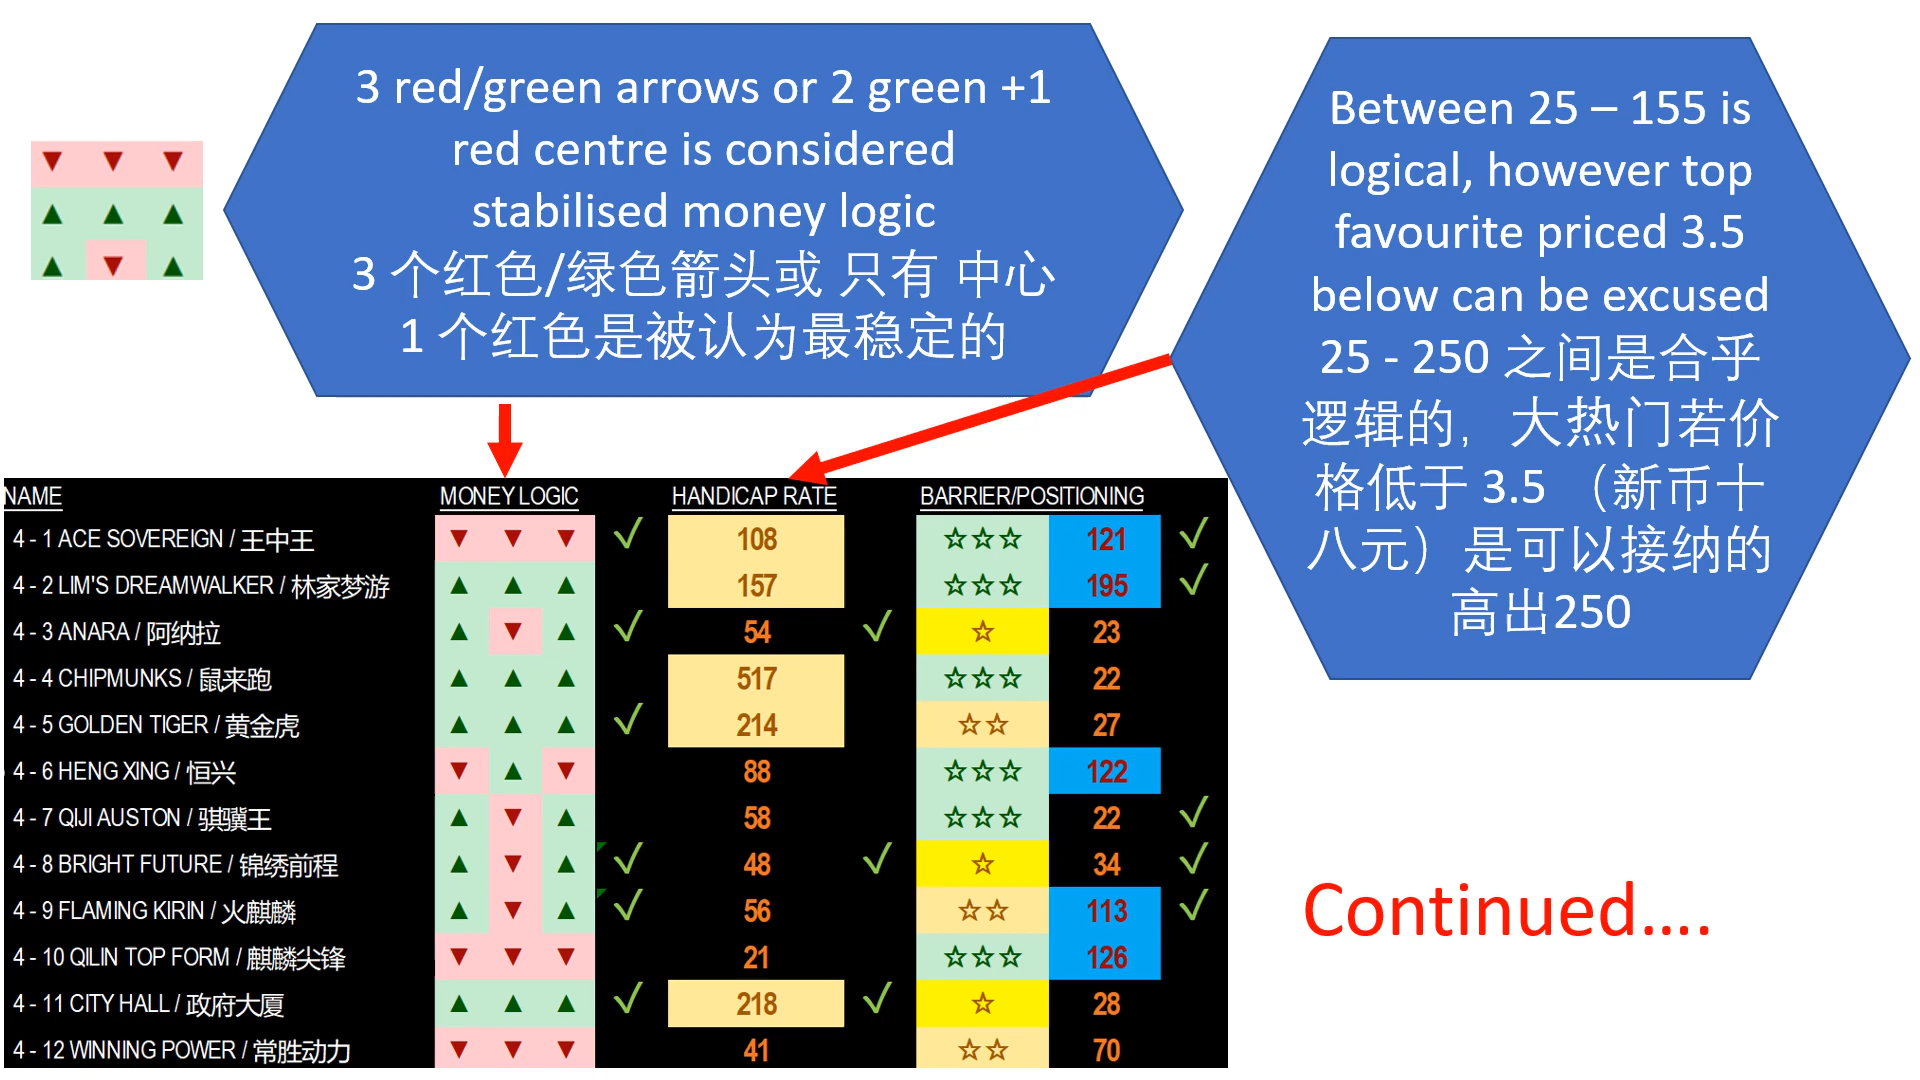 3 red/green arrows or 2 green +1
red centre is considered
stabilised money logic
3 个红色/绿色箭头或 只有 中心
1 个红色是被认为最稳定的
Between 25 – 155 is
logical, however top
favourite priced 3.5
below can be excused
25 - 250 之间是合乎
逻辑的，大热门若价
格低于 3.5 （新币十
八元）是可以接纳的
高出250
NAME MONEY LOGIC HANDICAP RATE BARRIER/POSITIONING
4 - 1 ACE SOVEREIGN / 王中王 ▼ ▼ ▼ √ 108 ☆☆☆ 121 √
4 - 2 LIM'S DREAMWALKER / 林家梦游 ▲ ▲ ▲ 157 ☆☆☆ 195 √
4 - 3 ANARA / 阿纳拉 ▲ ▼ ▲ √ 54 √ ☆ 23
4 - 4 CHIPMUNKS / 鼠来跑 ▲ ▲ ▲ 517 ☆☆☆ 22
4 - 5 GOLDEN TIGER / 黄金虎 ▲ ▲ ▲ √ 214 ☆☆ 27
4 - 6 HENG XING / 恒兴 ▼ ▲ ▼ 88 ☆☆☆ 122
4 - 7 QIJI AUSTON / 骐骥王 ▲ ▼ ▲ 58 ☆☆☆ 22 √
4 - 8 BRIGHT FUTURE / 锦绣前程 ▲ ▼ ▲ √ 48 √ ☆ 34 √
4 - 9 FLAMING KIRIN / 火麒麟 ▲ ▼ ▲ √ 56 ☆☆ 113 √
4 - 10 QILIN TOP FORM / 麒麟尖锋 ▼ ▼ ▼ 21 ☆☆☆ 126
4 - 11 CITY HALL / 政府大厦 ▲ ▲ ▲ √ 218 √ ☆ 28
4 - 12 WINNING POWER / 常胜动力 ▼ ▼ ▼ 41 ☆☆ 70
Continued....